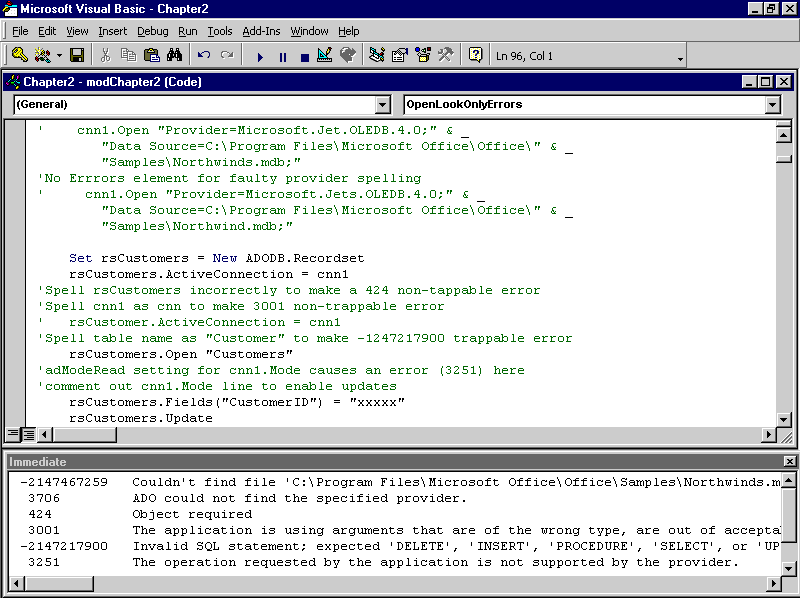 Microsoft Visual Basic - Chapter2
File Edit View Insert Debug Run Tools Add-Ins Window Help
Ln 96, Col 1
Chapter2 - modChapter2 (Code)
(General) OpenLookOnlyErrors
'    cnn1.Open "Provider=Microsoft.Jet.OLEDB.4.0;" & _
        "Data Source=C:\Program Files\Microsoft Office\Office\" & _
        "Samples\Northwinds.mdb;"
'No Errrors element for faulty provider spelling
'     cnn1.Open "Provider=Microsoft.Jets.OLEDB.4.0;" & _
        "Data Source=C:\Program Files\Microsoft Office\Office\" & _
        "Samples\Northwind.mdb;"
    Set rsCustomers = New ADODB.Recordset
    rsCustomers.ActiveConnection = cnn1
'Spell rsCustomers incorrectly to make a 424 non-tappable error
'Spell cnn1 as cnn to make 3001 non-trappable error
'   rsCustomer.ActiveConnection = cnn1
'Spell table name as "Customer" to make -1247217900 trappable error
    rsCustomers.Open "Customers"
'adModeRead setting for cnn1.Mode causes an error (3251) here
'comment out cnn1.Mode line to enable updates
    rsCustomers.Fields("CustomerID") = "xxxxx"
    rsCustomers.Update
Immediate
-2147467259   Couldn't find file 'C:\Program Files\Microsoft Office\Office\Samples\Northwinds.m
 3706         ADO could not find the specified provider.
 424          Object required
 3001         The application is using arguments that are of the wrong type, are out of accepta
-2147217900   Invalid SQL statement; expected 'DELETE', 'INSERT', 'PROCEDURE', 'SELECT', or 'UP
 3251         The operation requested by the application is not supported by the provider.